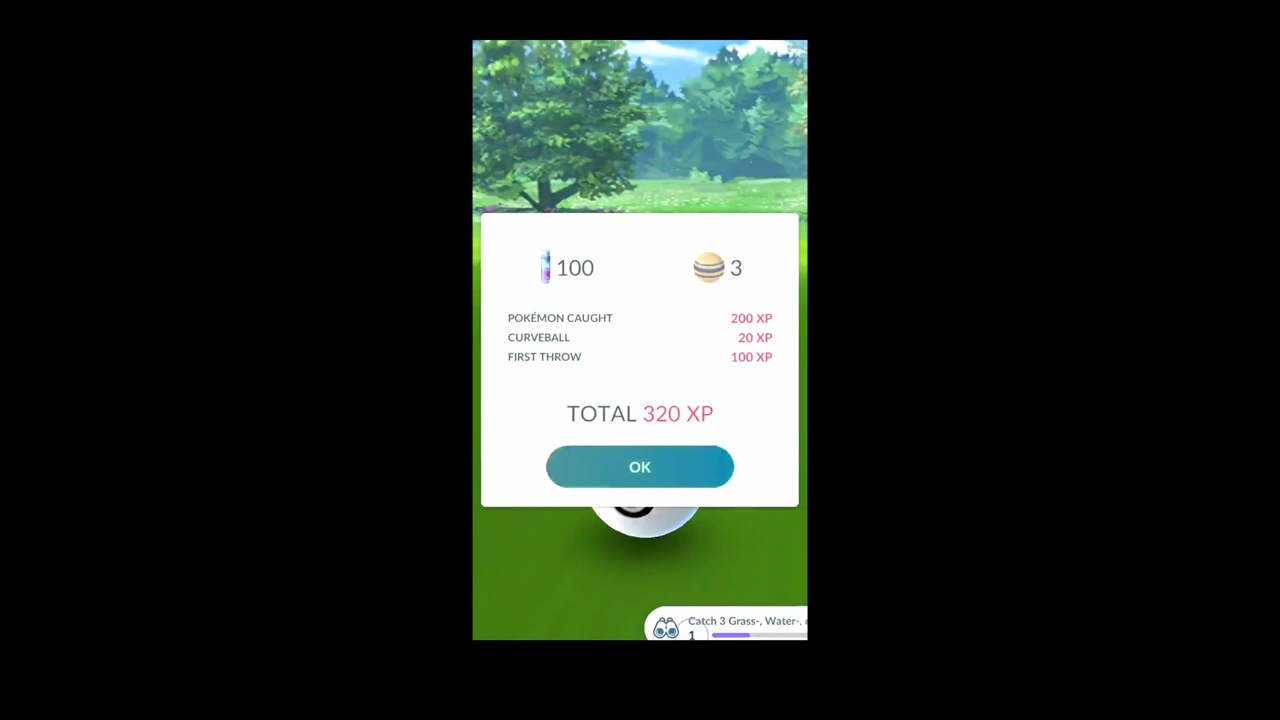 100
3
POKÉMON CAUGHT 200 XP
CURVEBALL 20 XP
FIRST THROW 100 XP
TOTAL 320 XP
OK
Catch 3 Grass-, Water-,
1